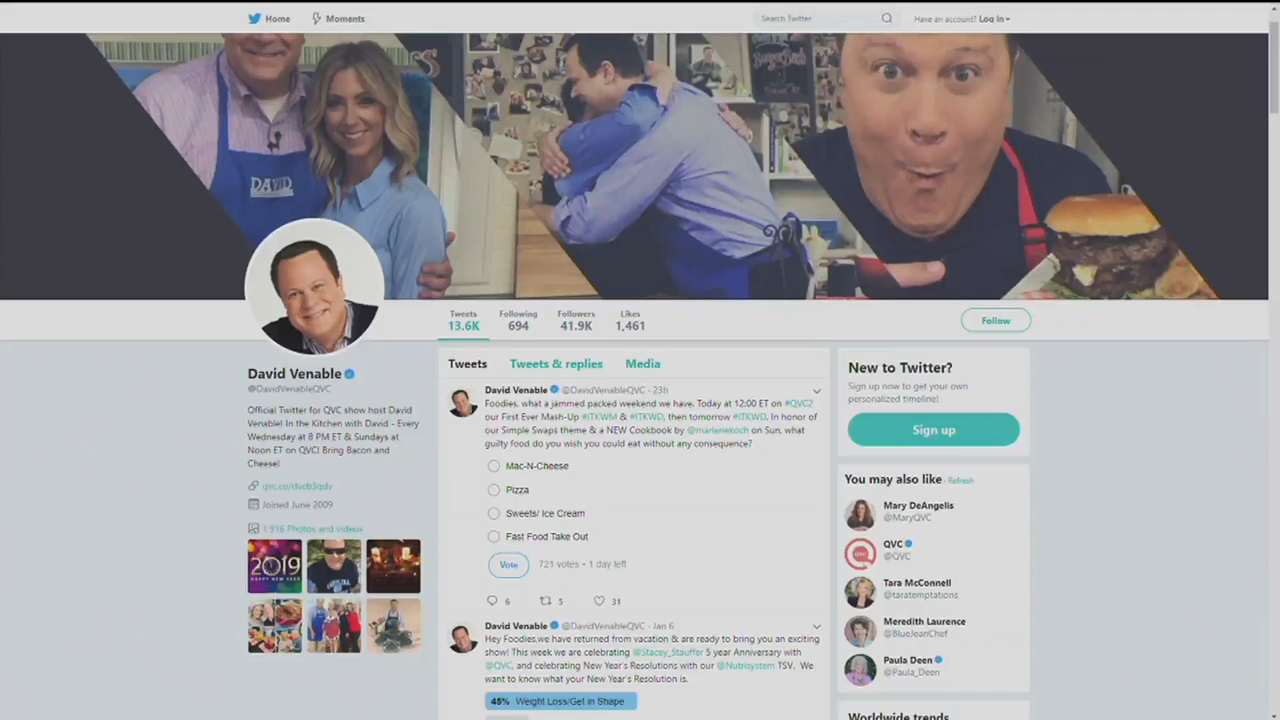 Home
Moments
Search Twitter
Have an account? Log in
DAVID
Tweets
13.6K
Following
694
Followers
41.9K
Likes
1,461
Follow
David Venable
@DavidVenableQVC
Official Twitter for QVC show host David
Venable! In the Kitchen with David - Every
Wednesday at 8 PM ET & Sundays at
Noon ET on QVC! Bring Bacon and
Cheese!
qvc.co/dvcb3qdv
Joined June 2009
1,916 Photos and videos
2019
HAPPY NEW YEAR
CAROLINA
Tweets
Tweets & replies
Media
David Venable @DavidVenableQVC · 23h
Foodies, what a jammed packed weekend we have. Today at 12:00 ET on #QVC2
our First Ever Mash-Up #ITKWM & #ITKWD, then tomorrow #ITKWD. In honor of
our Simple Swaps theme & a NEW Cookbook by @marlenekoch on Sun, what
guilty food do you wish you could eat without any consequence?
Mac-N-Cheese
Pizza
Sweets/ Ice Cream
Fast Food Take Out
Vote
721 votes • 1 day left
6
5
31
David Venable @DavidVenableQVC · Jan 6
Hey Foodies,we have returned from vacation & are ready to bring you an exciting
show! This week we are celebrating @Stacey_Stauffer 5 year Anniversary with
@QVC, and celebrating New Year's Resolutions with our @Nutrisystem TSV. We
want to know what your New Year's Resolution is.
45% Weight Loss/Get in Shape
New to Twitter?
Sign up now to get your own
personalized timeline!
Sign up
You may also like · Refresh
Mary DeAngelis
@MaryQVC
QVC
@QVC
Tara McConnell
@taratemptations
Meredith Laurence
@BlueJeanChef
Paula Deen
@Paula_Deen
Worldwide trends